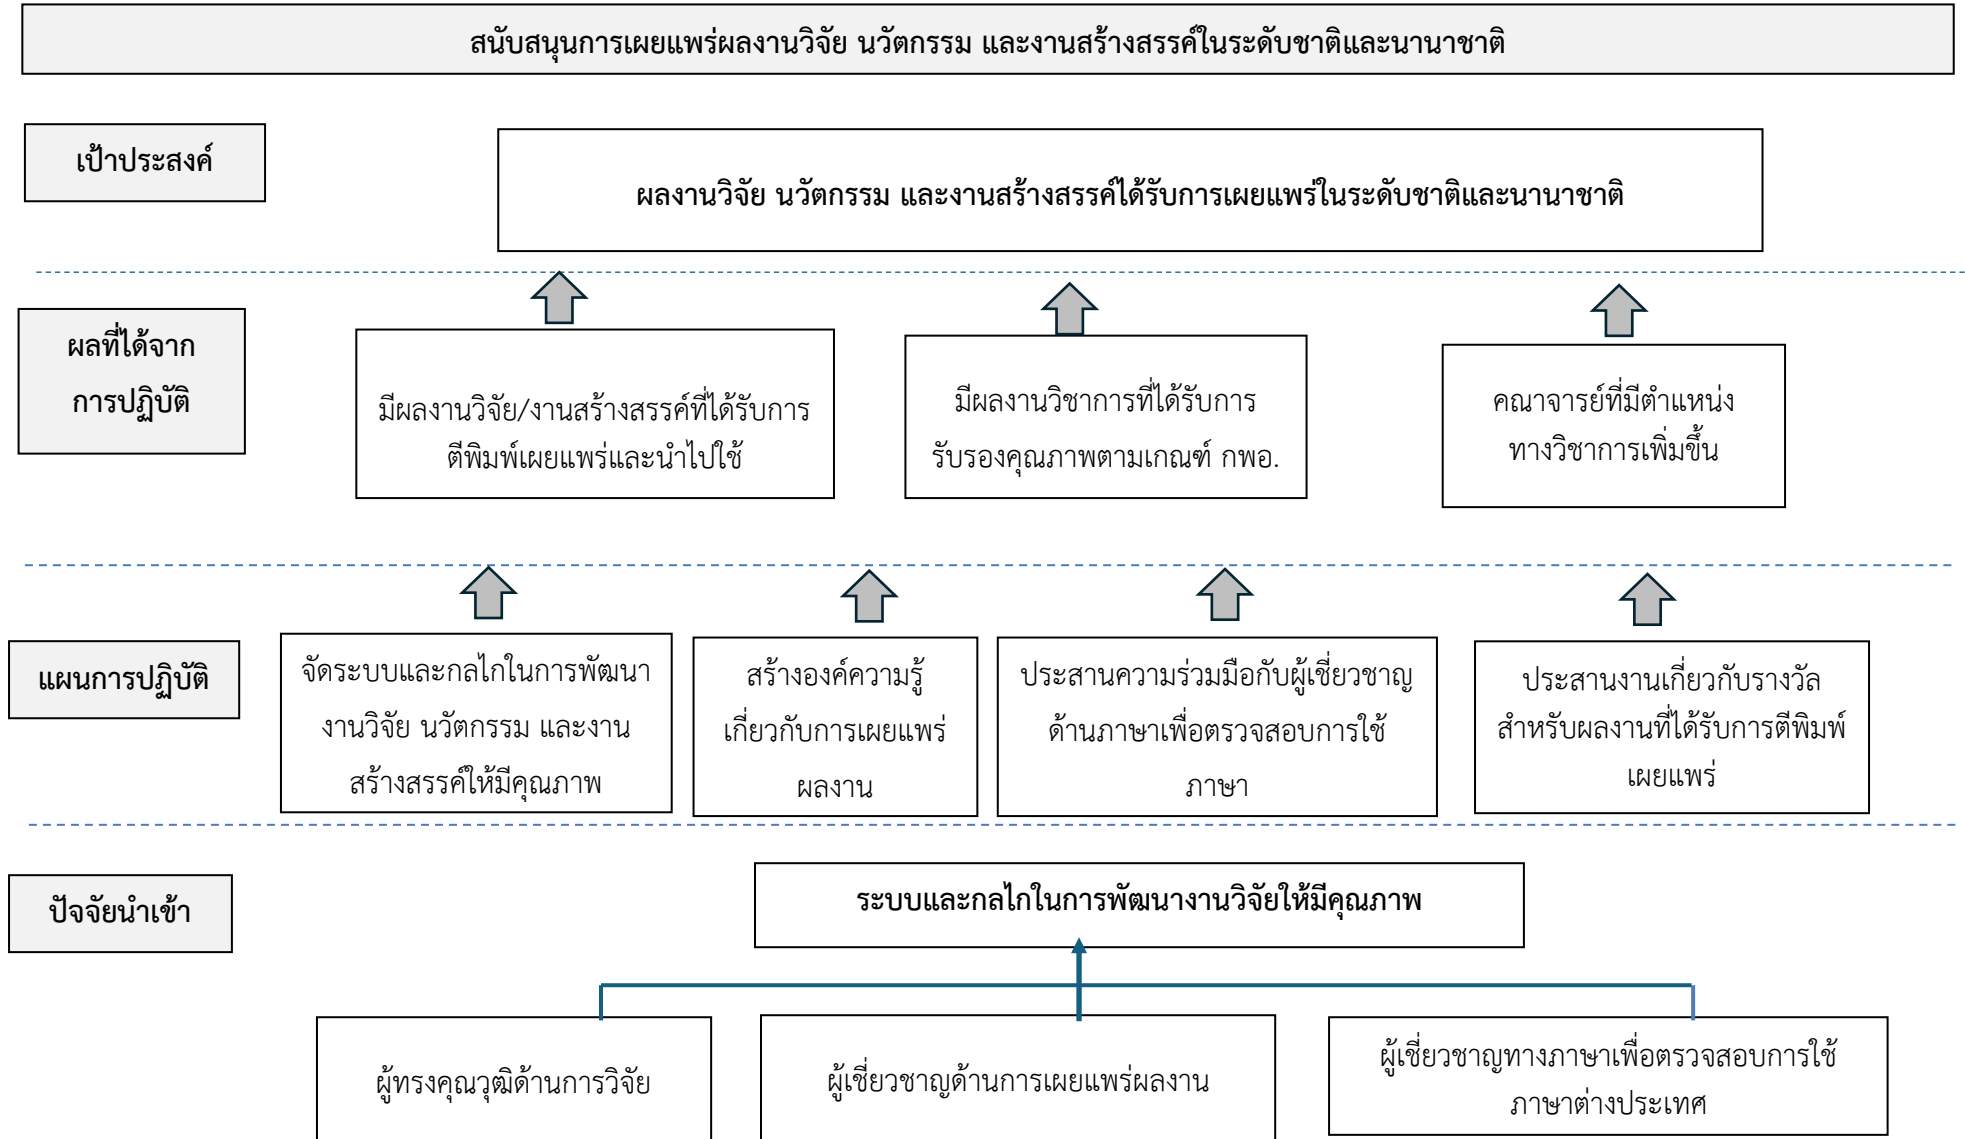 สนับสนุนการเผยแพร่ผลงานวิจัย นวัตกรรม และงานสร้างสรรค์ในระดับชาติและนานาชาติ
เป้าประสงค์
ผลงานวิจัย นวัตกรรม และงานสร้างสรรค์ได้รับการเผยแพร่ในระดับชาติและนานาชาติ
ผลที่ได้จาก
การปฏิบัติ
มีผลงานวิจัย/งานสร้างสรรค์ที่ได้รับการ
ตีพิมพ์เผยแพร่และนำไปใช้
มีผลงานวิชาการที่ได้รับการ
รับรองคุณภาพตามเกณฑ์ กพอ.
คณาจารย์ที่มีตำแหน่ง
ทางวิชาการเพิ่มขึ้น
แผนการปฏิบัติ
จัดระบบและกลไกในการพัฒนา
งานวิจัย นวัตกรรม และงาน
สร้างสรรค์ให้มีคุณภาพ
สร้างองค์ความรู้
เกี่ยวกับการเผยแพร่
ผลงาน
ประสานความร่วมมือกับผู้เชี่ยวชาญ
ด้านภาษาเพื่อตรวจสอบการใช้
ภาษา
ประสานงานเกี่ยวกับรางวัล
สำหรับผลงานที่ได้รับการตีพิมพ์
เผยแพร่
ปัจจัยนำเข้า
ระบบและกลไกในการพัฒนางานวิจัยให้มีคุณภาพ
ผู้ทรงคุณวุฒิด้านการวิจัย
ผู้เชี่ยวชาญด้านการเผยแพร่ผลงาน
ผู้เชี่ยวชาญทางภาษาเพื่อตรวจสอบการใช้
ภาษาต่างประเทศ